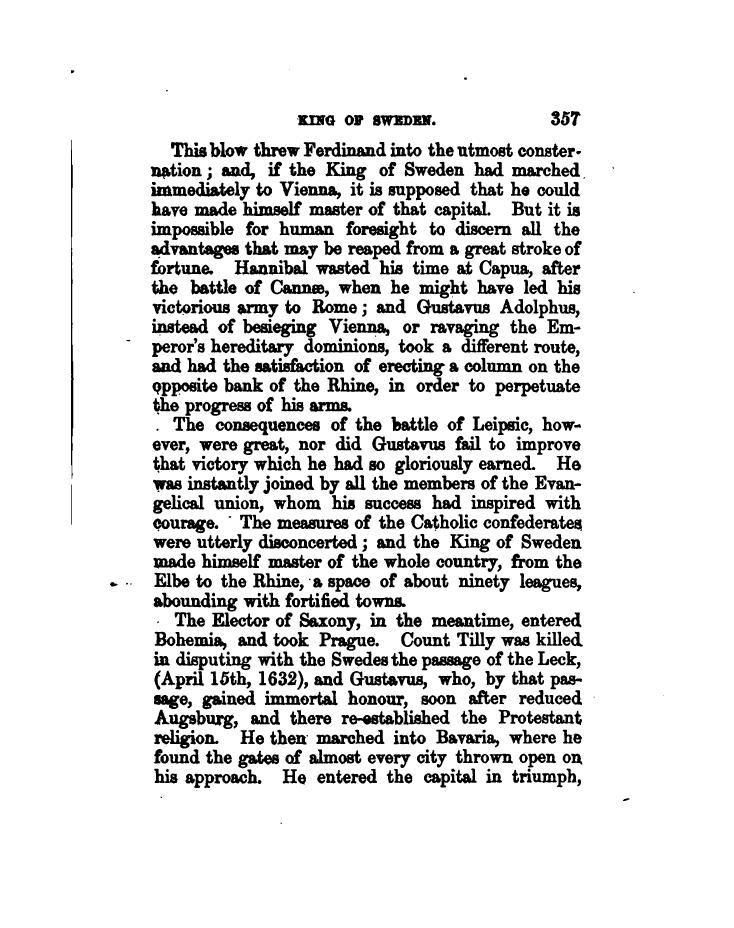 KING OF SWEDEN. 357
This blow threw Ferdinand into the utmost conster-
nation; and, if the King of Sweden had marched
immediately to Vienna, it is supposed that he could
have made himself master of that capital. But it is
impossible for human foresight to discern all the
advantages that may be reaped from a great stroke of
fortune. Hannibal wasted his time at Capua, after
the battle of Cannæ, when he might have led his
victorious army to Rome; and Gustavus Adolphus,
instead of besieging Vienna, or ravaging the Em-
peror's hereditary dominions, took a different route,
and had the satisfaction of erecting a column on the
opposite bank of the Rhine, in order to perpetuate
the progress of his arms.
The consequences of the battle of Leipsic, how-
ever, were great, nor did Gustavus fail to improve
that victory which he had so gloriously earned. He
was instantly joined by all the members of the Evan-
gelical union, whom his success had inspired with
courage. The measures of the Catholic confederates
were utterly disconcerted; and the King of Sweden
made himself master of the whole country, from the
Elbe to the Rhine, a space of about ninety leagues,
abounding with fortified towns.
The Elector of Saxony, in the meantime, entered
Bohemia, and took Prague. Count Tilly was killed
in disputing with the Swedes the passage of the Leck,
(April 15th, 1632), and Gustavus, who, by that pas-
sage, gained immortal honour, soon after reduced
Augsburg, and there re-established the Protestant
religion. He then marched into Bavaria, where he
found the gates of almost every city thrown open on
his approach. He entered the capital in triumph,